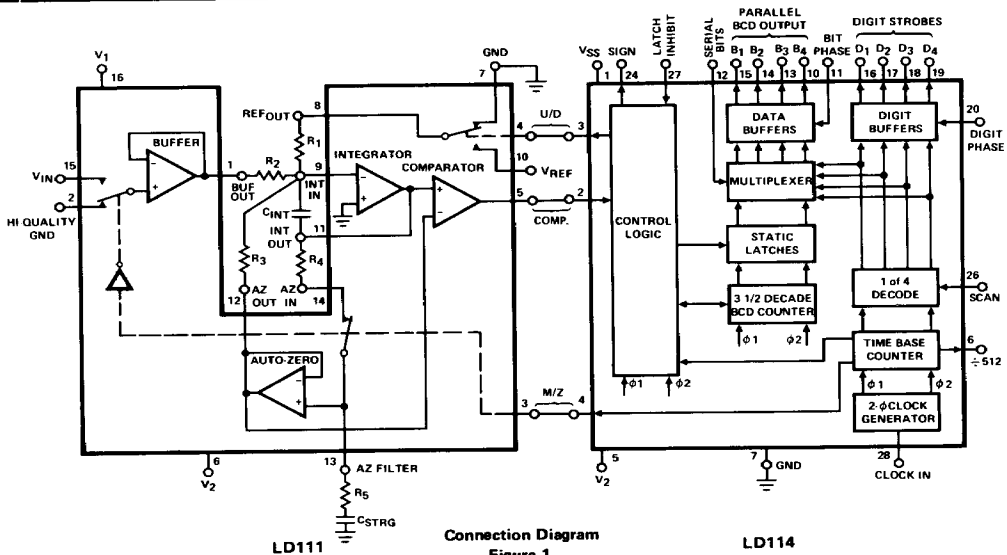 PARALLEL
BCD OUTPUT
DIGIT STROBES
V1
16
GND
7
VSS
SIGN
LATCH
INHIBIT
SERIAL
BITS
B1 B2 B3 B4
BIT
PHASE
D1 D2 D3 D4
1
24
27
12 15 14 13 10 11
16 17 18 19
REFOUT
8
R1
BUFFER
15
VIN
2
HI QUALITY
GND
1
BUF
OUT
R2
9
INT
IN
INTEGRATOR
COMPARATOR
CINT
INT
OUT
11
R3
R4
12
AZ
OUT
AZ
IN
14
4
U/D
3
10
VREF
5
2
COMP.
CONTROL
LOGIC
DATA
BUFFERS
DIGIT
BUFFERS
20
DIGIT
PHASE
MULTIPLEXER
STATIC
LATCHES
3 1/2 DECADE
BCD COUNTER
ϕ1 ϕ2
1 of 4
DECODE
26
SCAN
TIME BASE
COUNTER
6
÷512
ϕ1 ϕ2
2-ϕCLOCK
GENERATOR
ϕ1 ϕ2
AUTO-ZERO
M/Z
3
4
6
V2
13
AZ FILTER
R5
CSTRG
5
V2
7
GND
28
CLOCK IN
LD111
Connection Diagram
LD114
Figure 1